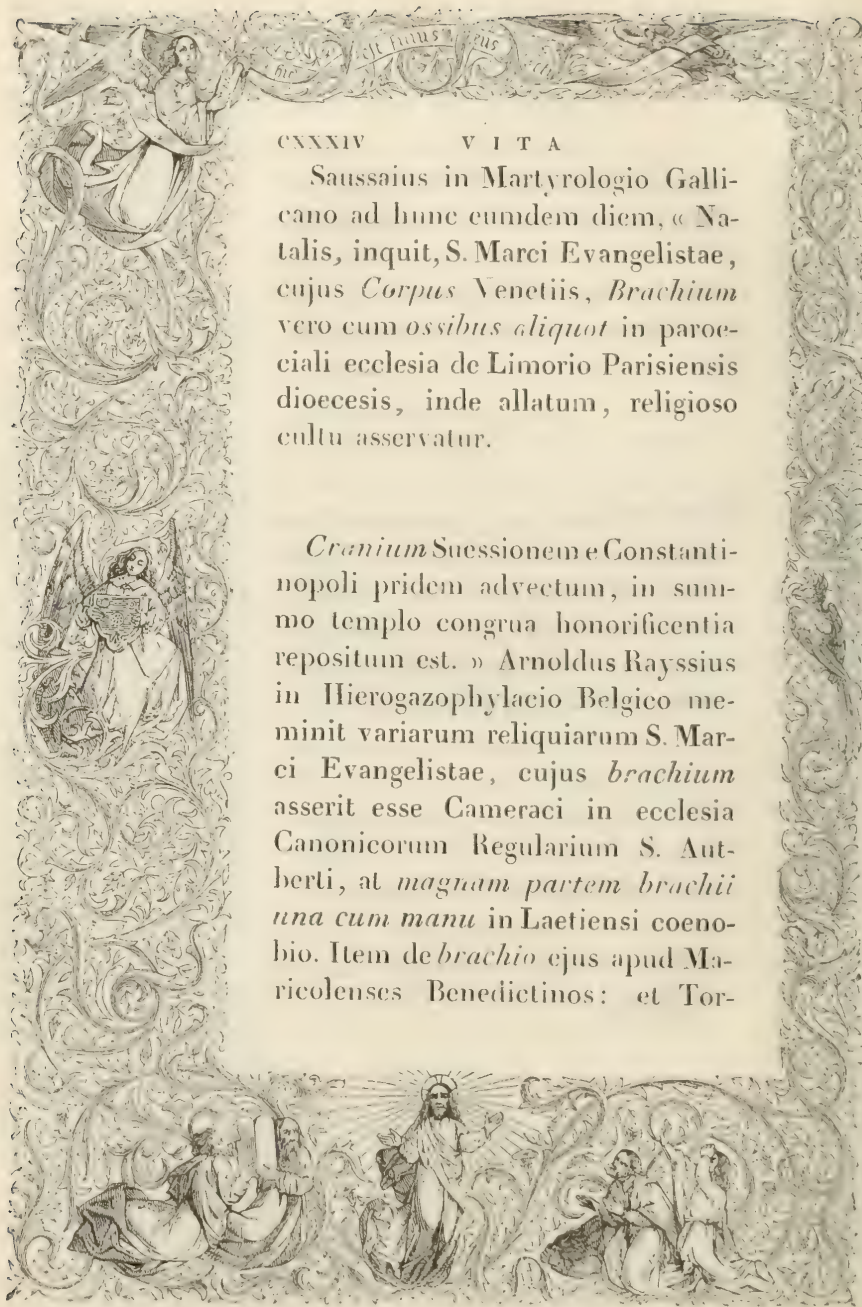 est filius meus
CXXXIV VITA
Saussaius in Martyrologio Galli-
cano ad hunc eumdem diem, « Na-
talis, inquit, S. Marci Evangelistae,
cujus Corpus Venetiis, Brachium
vero cum ossibus aliquot in paroe-
ciali ecclesia de Limorio Parisiensis
dioecesis, inde allatum, religioso
cultu asservatur.
Cranium Suessionem e Constanti-
nopoli pridem advectum, in sum-
mo templo congrua honorificentia
repositum est. » Arnoldus Rayssius
in Hierogazophylacio Belgico me-
minit variarum reliquiarum S. Mar-
ci Evangelistae, cujus brachium
asserit esse Cameraci in ecclesia
Canonicorum Regularium S. Aut-
berti, at magnam partem brachii
una cum manu in Laetiensi coeno-
bio. Item de brachio ejus apud Ma-
ricolenses Benedictinos: et Tor-